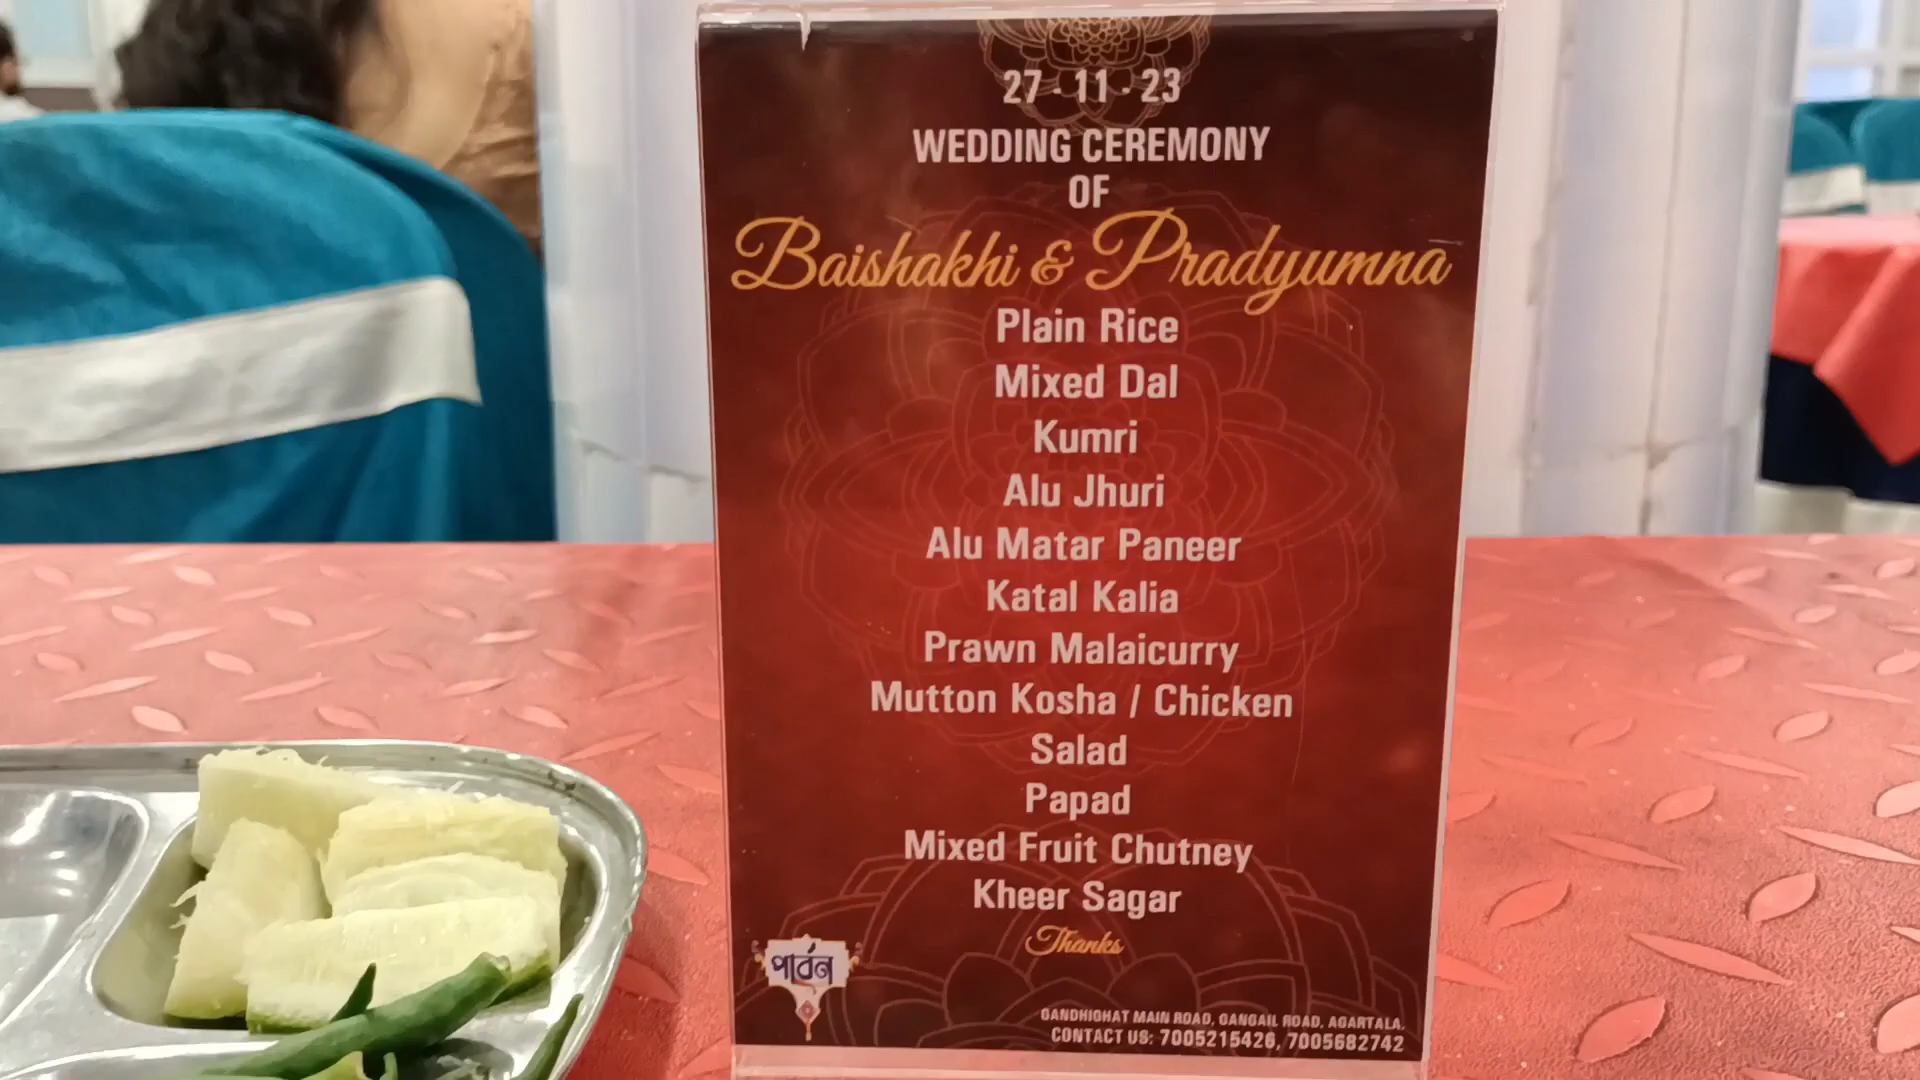 27 - 11 - 23
WEDDING CEREMONY
OF
Baishakhi & Pradyumna
Plain Rice
Mixed Dal
Kumri
Alu Jhuri
Alu Matar Paneer
Katal Kalia
Prawn Malaicurry
Mutton Kosha / Chicken
Salad
Papad
Mixed Fruit Chutney
Kheer Sagar
Thanks
পার্বন
GANDHIGHAT MAIN ROAD, GANGAIL ROAD, AGARTALA.
CONTACT US: 7005215426, 7005682742